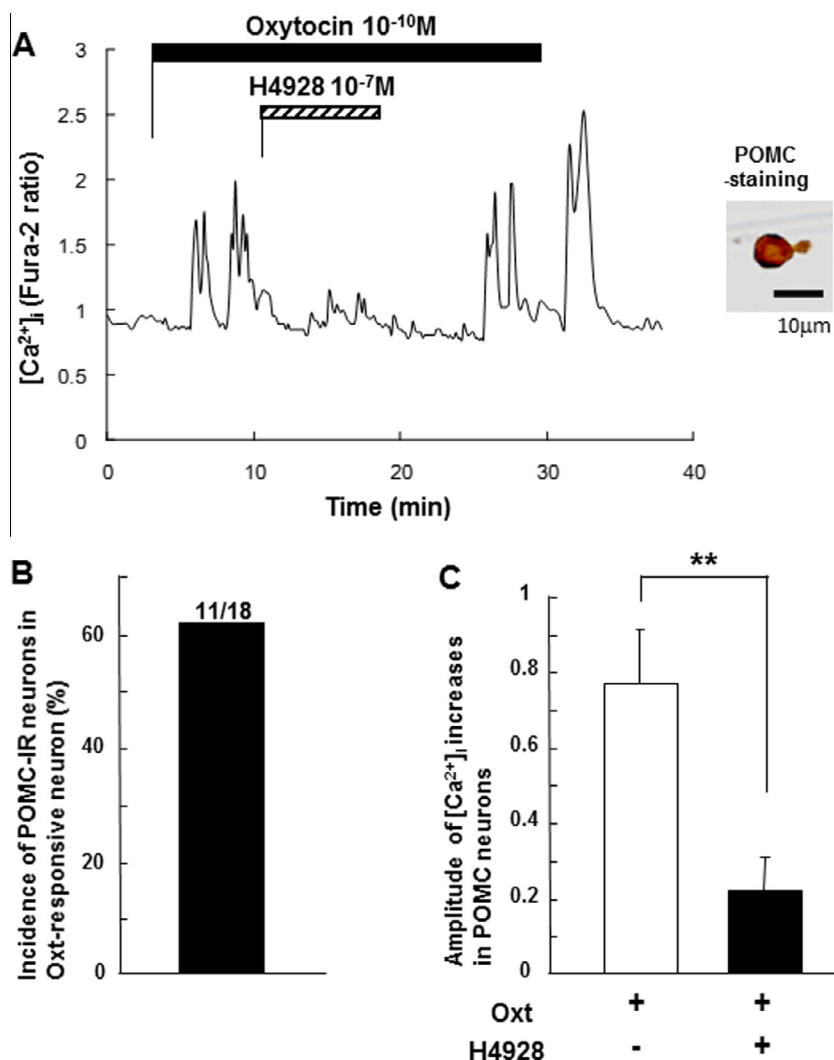 A
Oxytocin 10⁻¹⁰M
H4928 10⁻⁷M
[Ca²⁺]ᵢ (Fura-2 ratio)
3
2.5
2
1.5
1
0.5
0
0 10 20 30 40
Time (min)
POMC
-staining
10μm
B
Incidence of POMC-IR neurons in
Oxt-responsive neuron (%)
60
40
20
0
11/18
C
**
Amplitude of [Ca²⁺]ᵢ increases
in POMC neurons
1
0.8
0.6
0.4
0.2
0
Oxt + +
H4928 - +